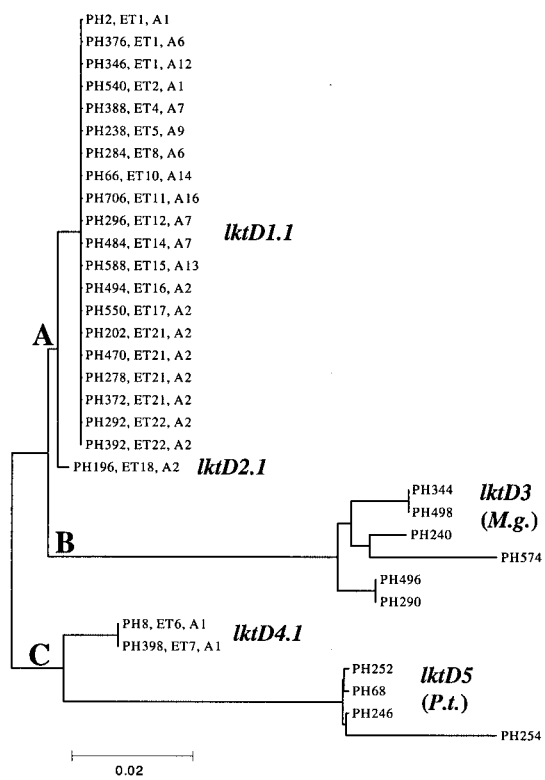 PH2, ET1, A1
PH376, ET1, A6
PH346, ET1, A12
PH540, ET2, A1
PH388, ET4, A7
PH238, ET5, A9
PH284, ET8, A6
PH66, ET10, A14
PH706, ET11, A16
PH296, ET12, A7
lktD1.1
PH484, ET14, A7
PH588, ET15, A13
PH494, ET16, A2
PH550, ET17, A2
PH202, ET21, A2
A
PH470, ET21, A2
PH278, ET21, A2
PH372, ET21, A2
PH292, ET22, A2
PH392, ET22, A2
PH196, ET18, A2
lktD2.1
PH344
lktD3
PH498
(M.g.)
PH240
B
PH574
PH496
PH290
PH8, ET6, A1
lktD4.1
PH398, ET7, A1
C
PH252
lktD5
PH68
(P.t.)
PH246
PH254
0.02